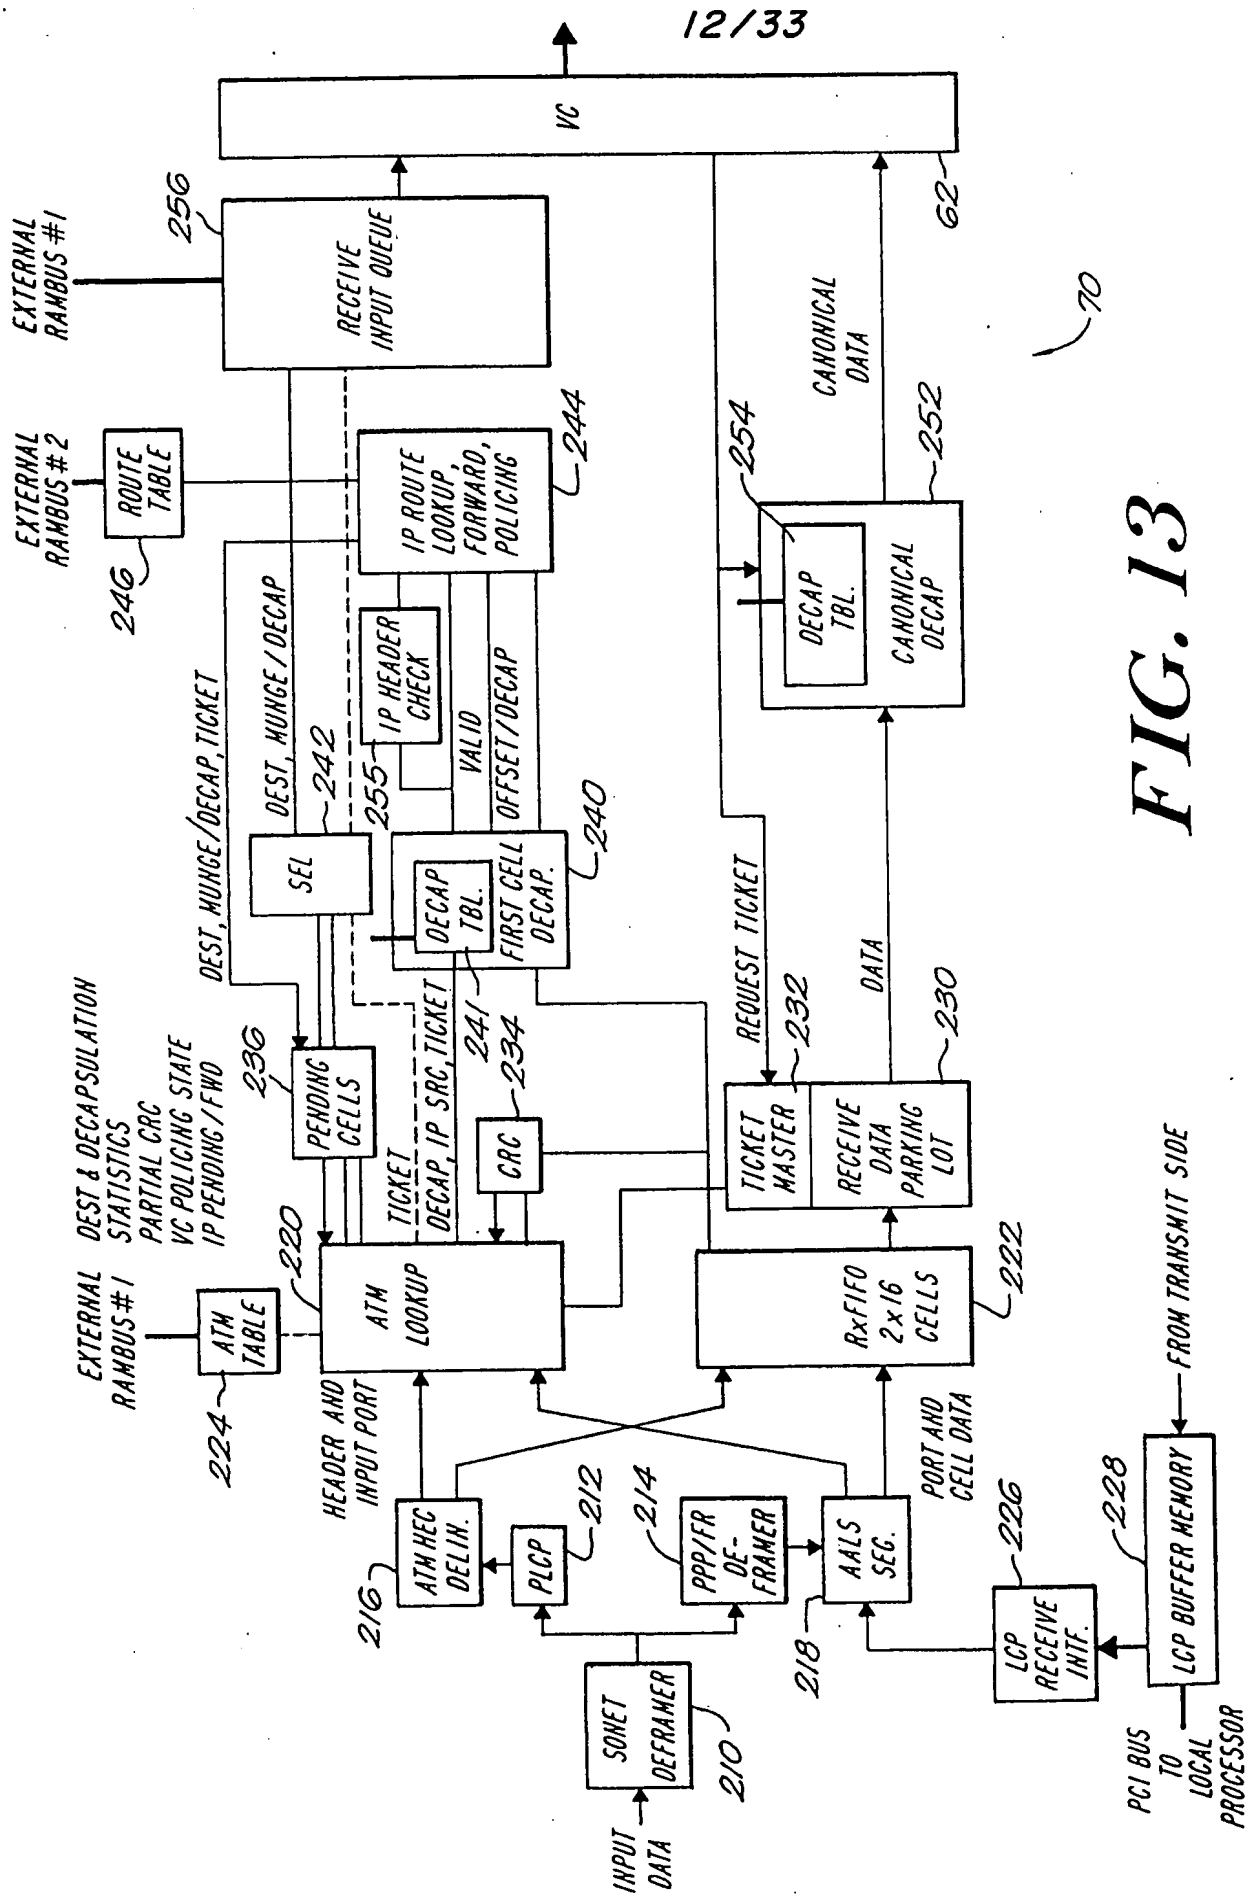 12/33
EXTERNAL
RAMBUS #1
DEST & DECAPSULATION
STATISTICS
PARTIAL CRC
VC POLICING STATE
IP PENDING/FWD
EXTERNAL
RAMBUS #2
EXTERNAL
RAMBUS #1
224
ATM
TABLE
220
236
PENDING
CELLS
DEST, MUNGE/DECAP,TICKET
SEL
242
DEST, MUNGE/DECAP
246
ROUTE
TABLE
256
RECEIVE
INPUT QUEUE
HEADER AND
INPUT PORT
ATM
LOOKUP
TICKET
DECAP, IP SRC,TICKET
241
DECAP
TBL.
FIRST CELL
DECAP.
240
255
IP HEADER
CHECK
VALID
OFFSET/DECAP
IP ROUTE
LOOKUP,
FORWARD,
POLICING
244
216
ATM HEC
DELIN.
PLCP
212
CRC
234
VC
62
INPUT
DATA
SONET
DEFRAMER
210
214
PPP/FR
DE-
FRAMER
218
AAL5
SEG.
PORT AND
CELL DATA
RxFIFO
2 x 16
CELLS
222
REQUEST TICKET
TICKET
MASTER
232
RECEIVE
DATA
PARKING
LOT
230
DATA
254
DECAP
TBL.
CANONICAL
DECAP
252
CANONICAL
DATA
70
LCP
RECEIVE
INTF.
226
PCI BUS
TO
LOCAL
PROCESSOR
LCP BUFFER MEMORY
228
FROM TRANSMIT SIDE
FIG. 13